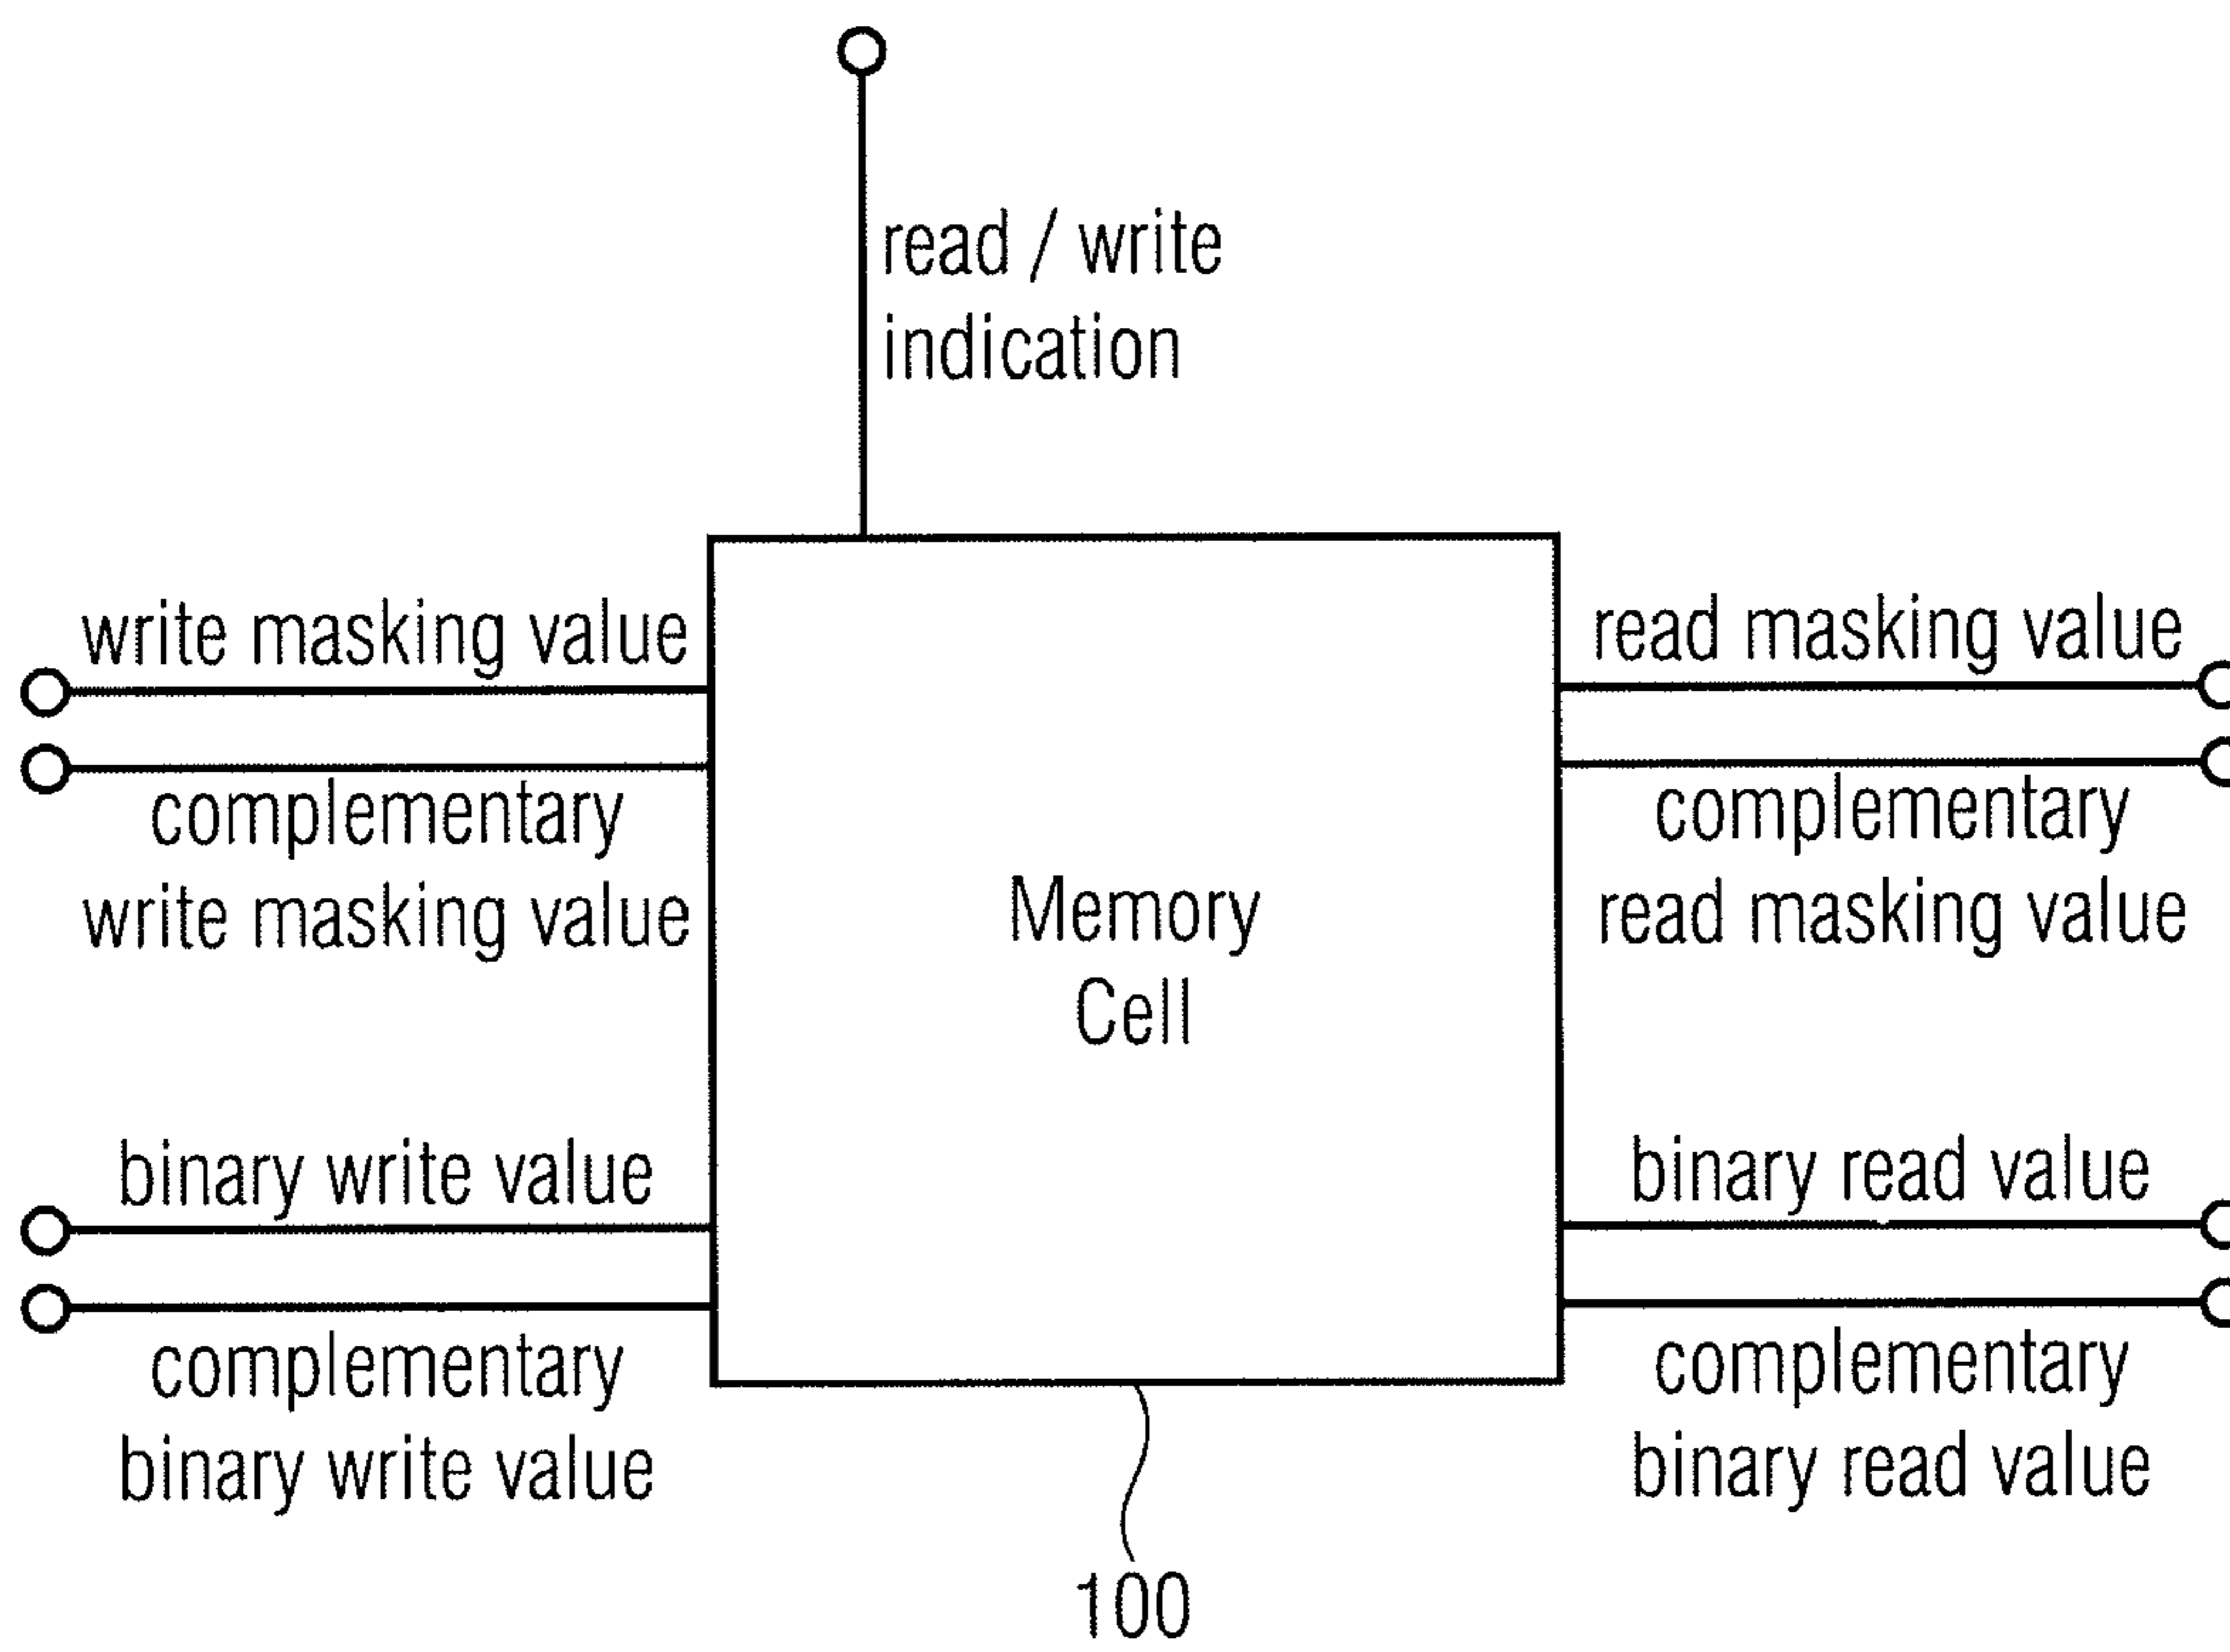 read / write
indication
write masking value
complementary
write masking value
binary write value
complementary
binary write value
Memory
Cell
read masking value
complementary
read masking value
binary read value
complementary
binary read value
100